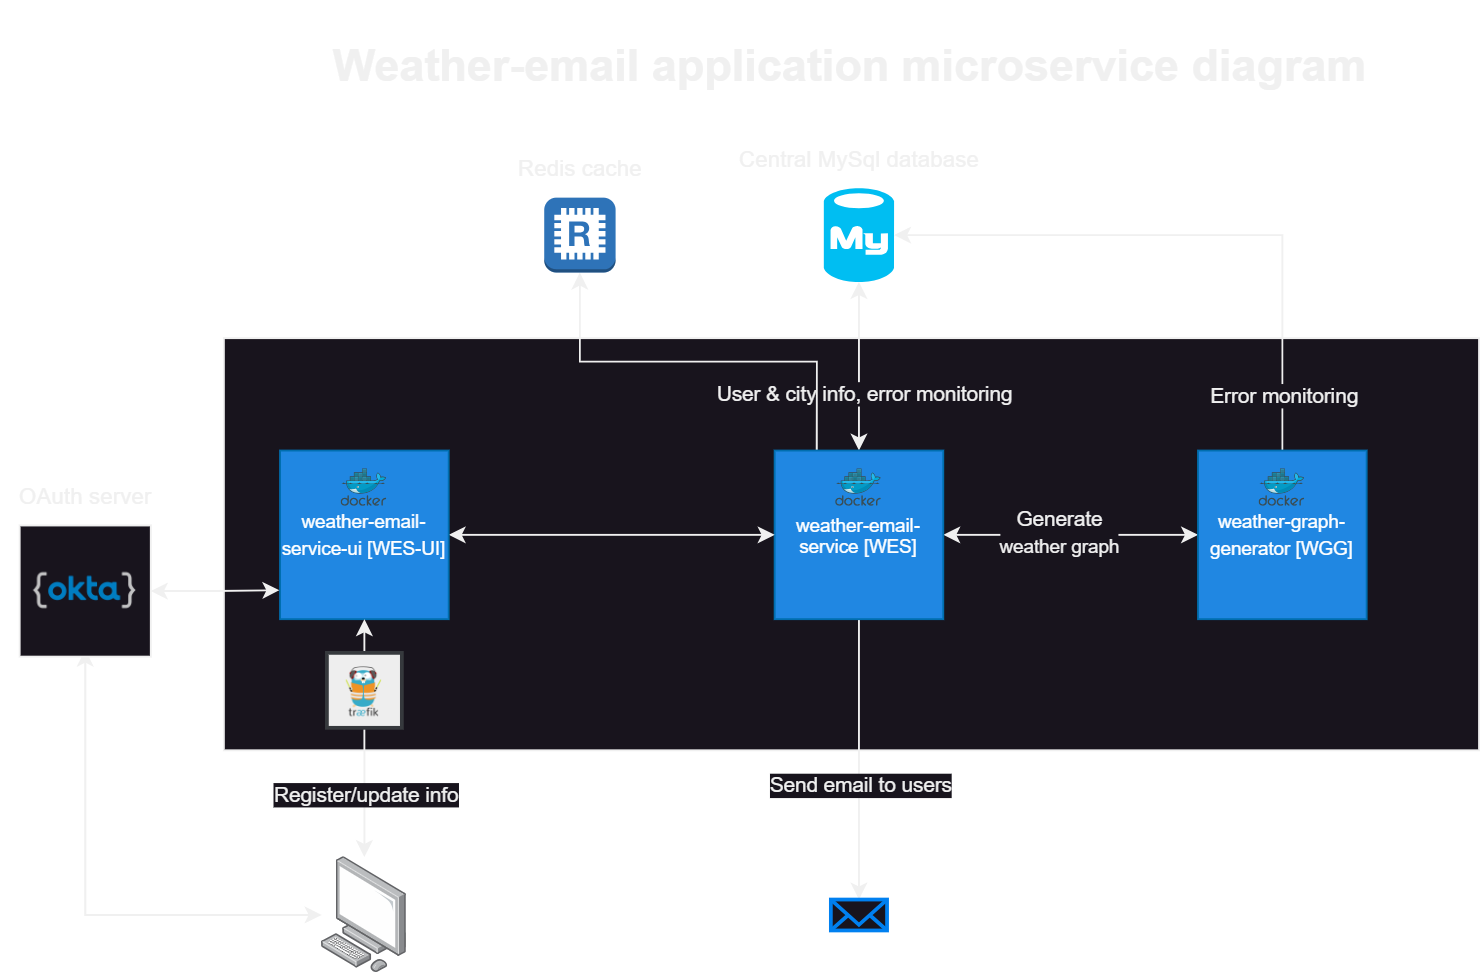 Weather-email application microservice diagram
Redis cache
Central MySql database
R
My
User & city info, error monitoring
Error monitoring
docker
weather-email-
service-ui [WES-UI]
docker
weather-email-
service [WES]
Generate
weather graph
docker
weather-graph-
generator [WGG]
OAuth server
{okta}
træfik
Register/update info
Send email to users